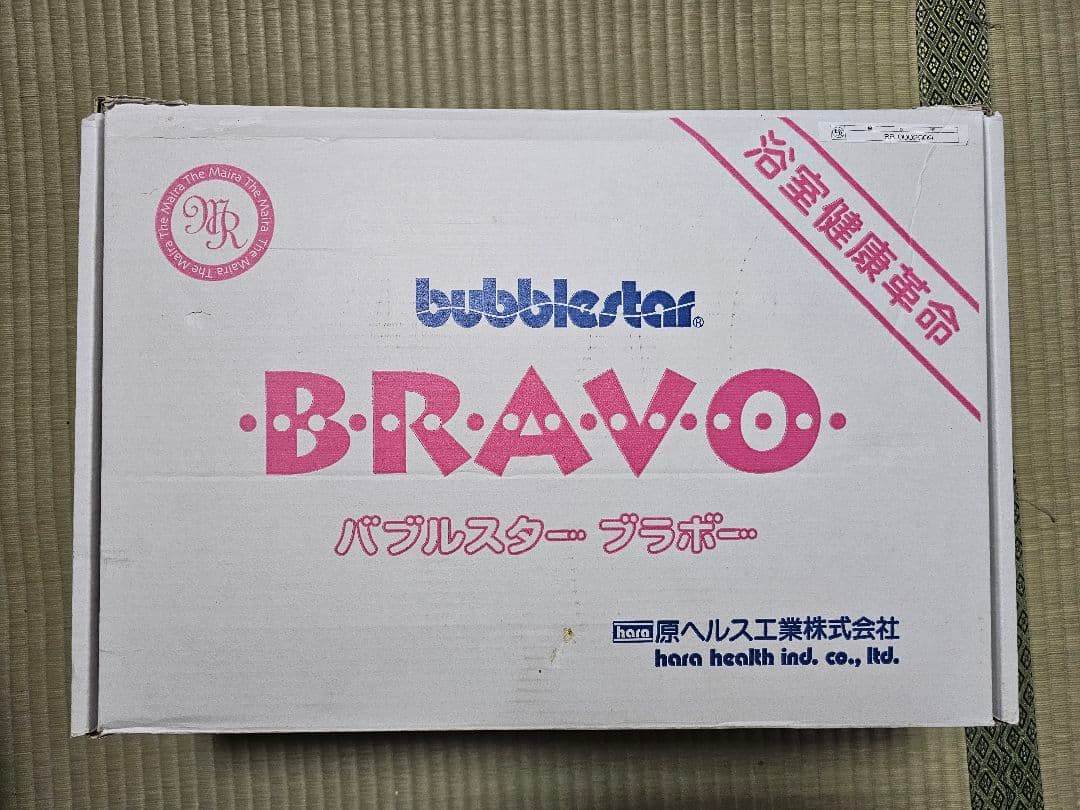 The Maira The Maira The Maira The Maira
MR
浴室健康革命
bubblestar®
・B・R・A・V・O・
バブルスター ブラボー
hara 原ヘルス工業株式会社
hara health ind. co., ltd.